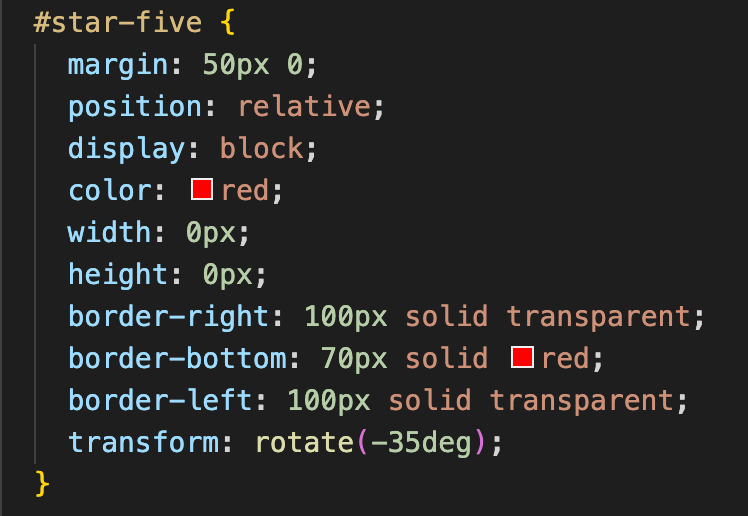 #star-five {
  margin: 50px 0;
  position: relative;
  display: block;
  color: red;
  width: 0px;
  height: 0px;
  border-right: 100px solid transparent;
  border-bottom: 70px solid red;
  border-left: 100px solid transparent;
  transform: rotate(-35deg);
}